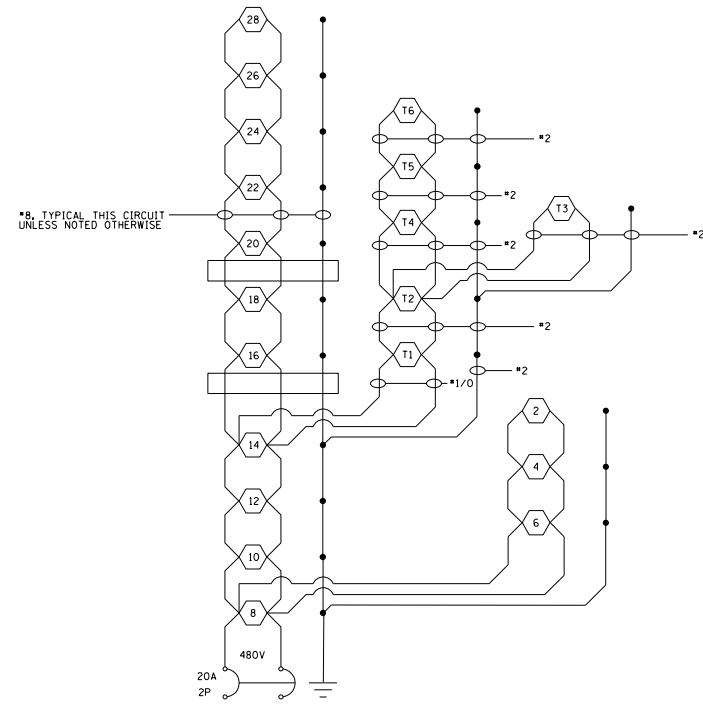 28
26
24
22
*8, TYPICAL THIS CIRCUIT
UNLESS NOTED OTHERWISE
20
18
16
14
12
10
8
480V
20A
2P
T6
*2
T5
*2
T4
*2
T3
*2
T2
*2
T1
*2
*1/0
2
4
6